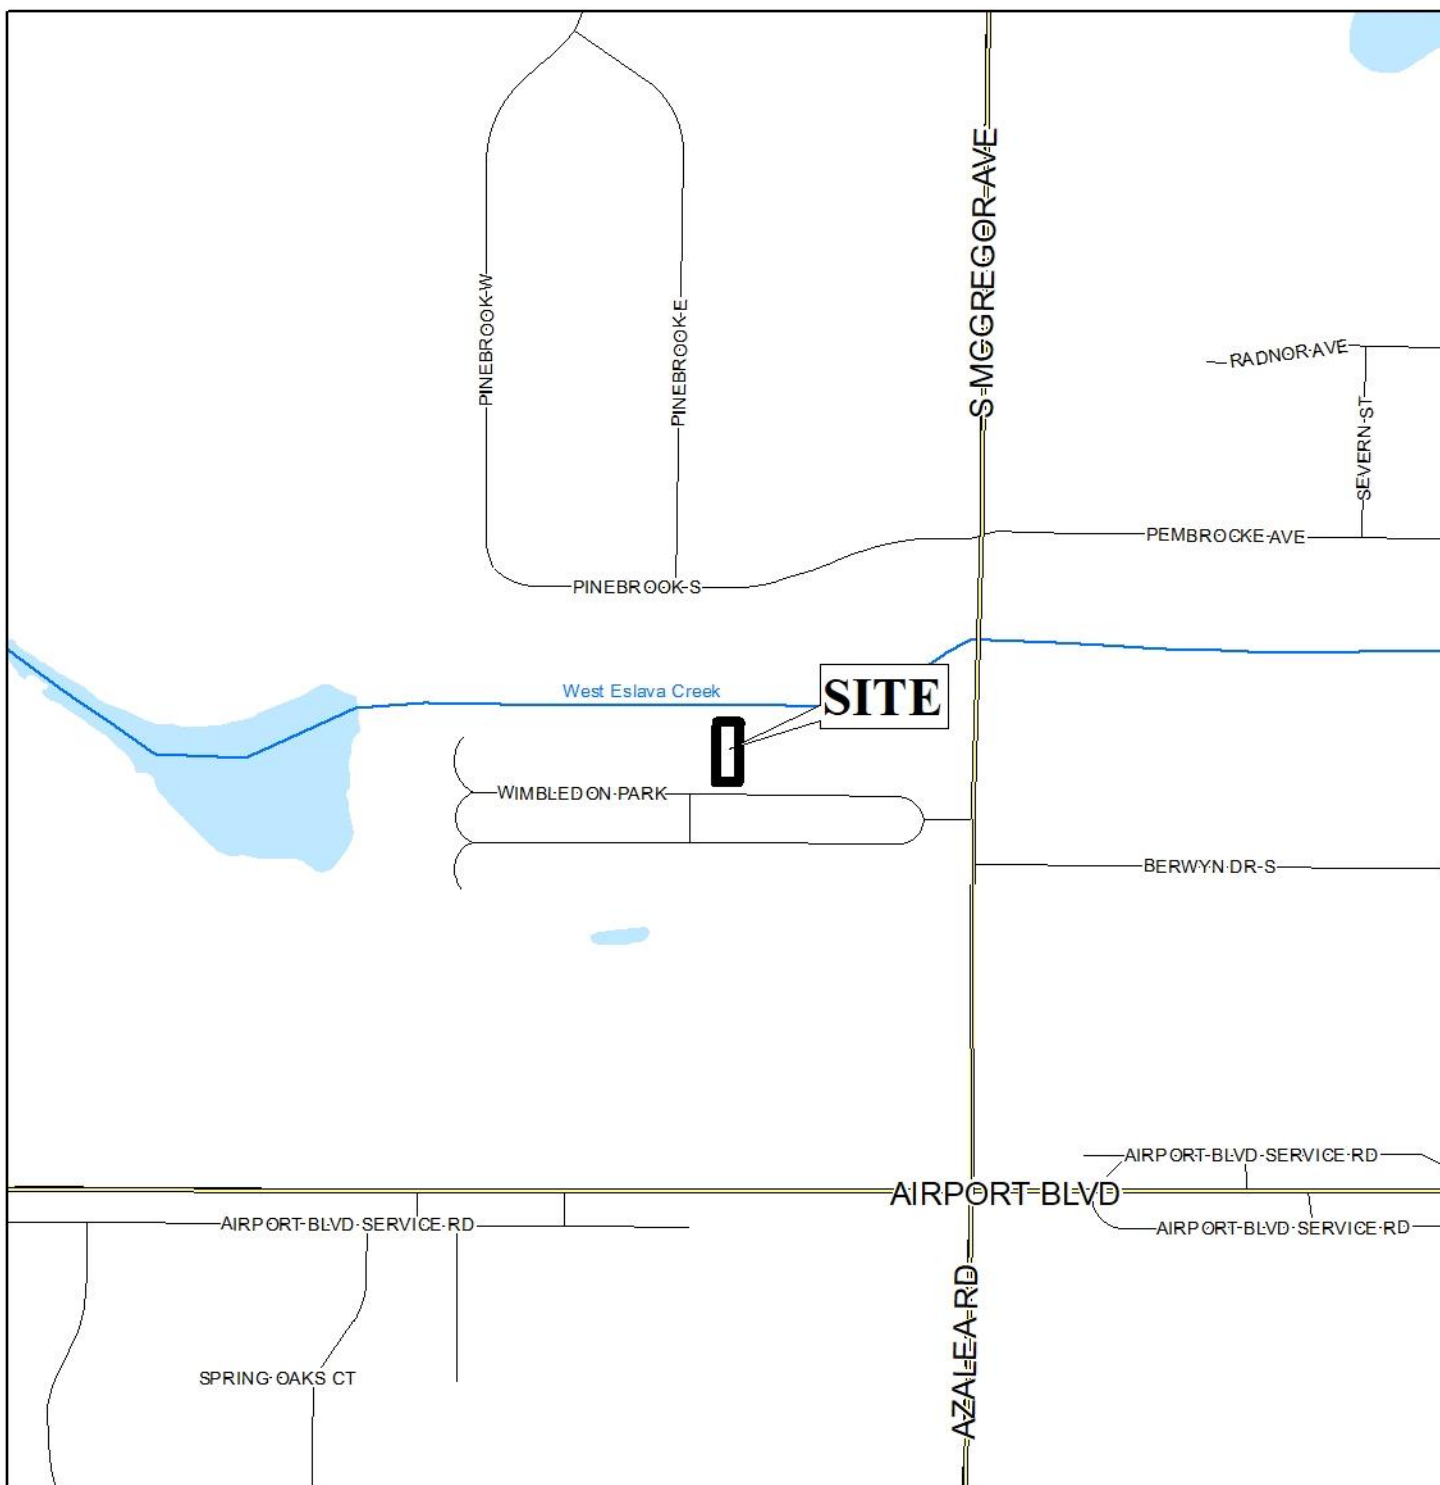 S MCGREGOR AVE
PINEBROOK W
PINEBROOK E
RADNOR AVE
SEVERN ST
PEMBROCKE AVE
PINEBROOK S
West Eslava Creek
SITE
WIMBLEDON PARK
BERWYN DR S
AIRPORT BLVD SERVICE RD
AIRPORT BLVD
AIRPORT BLVD SERVICE RD
AIRPORT BLVD SERVICE RD
AZALEA RD
SPRING OAKS CT